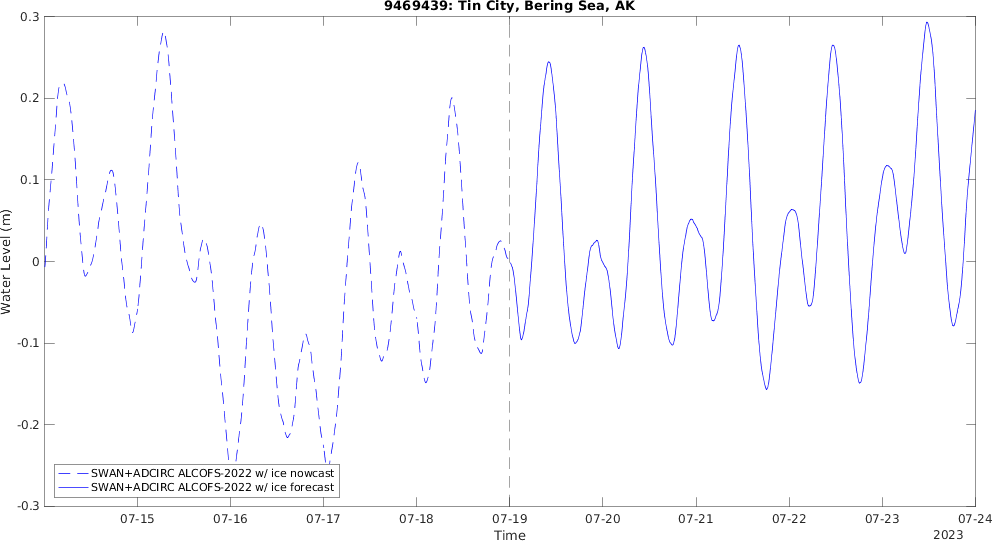 9469439: Tin City, Bering Sea, AK
Water Level (m)
0.3
0.2
0.1
0
-0.1
-0.2
-0.3
SWAN+ADCIRC ALCOFS-2022 w/ ice nowcast
SWAN+ADCIRC ALCOFS-2022 w/ ice forecast
07-15 07-16 07-17 07-18 07-19 07-20 07-21 07-22 07-23 07-24
Time
2023